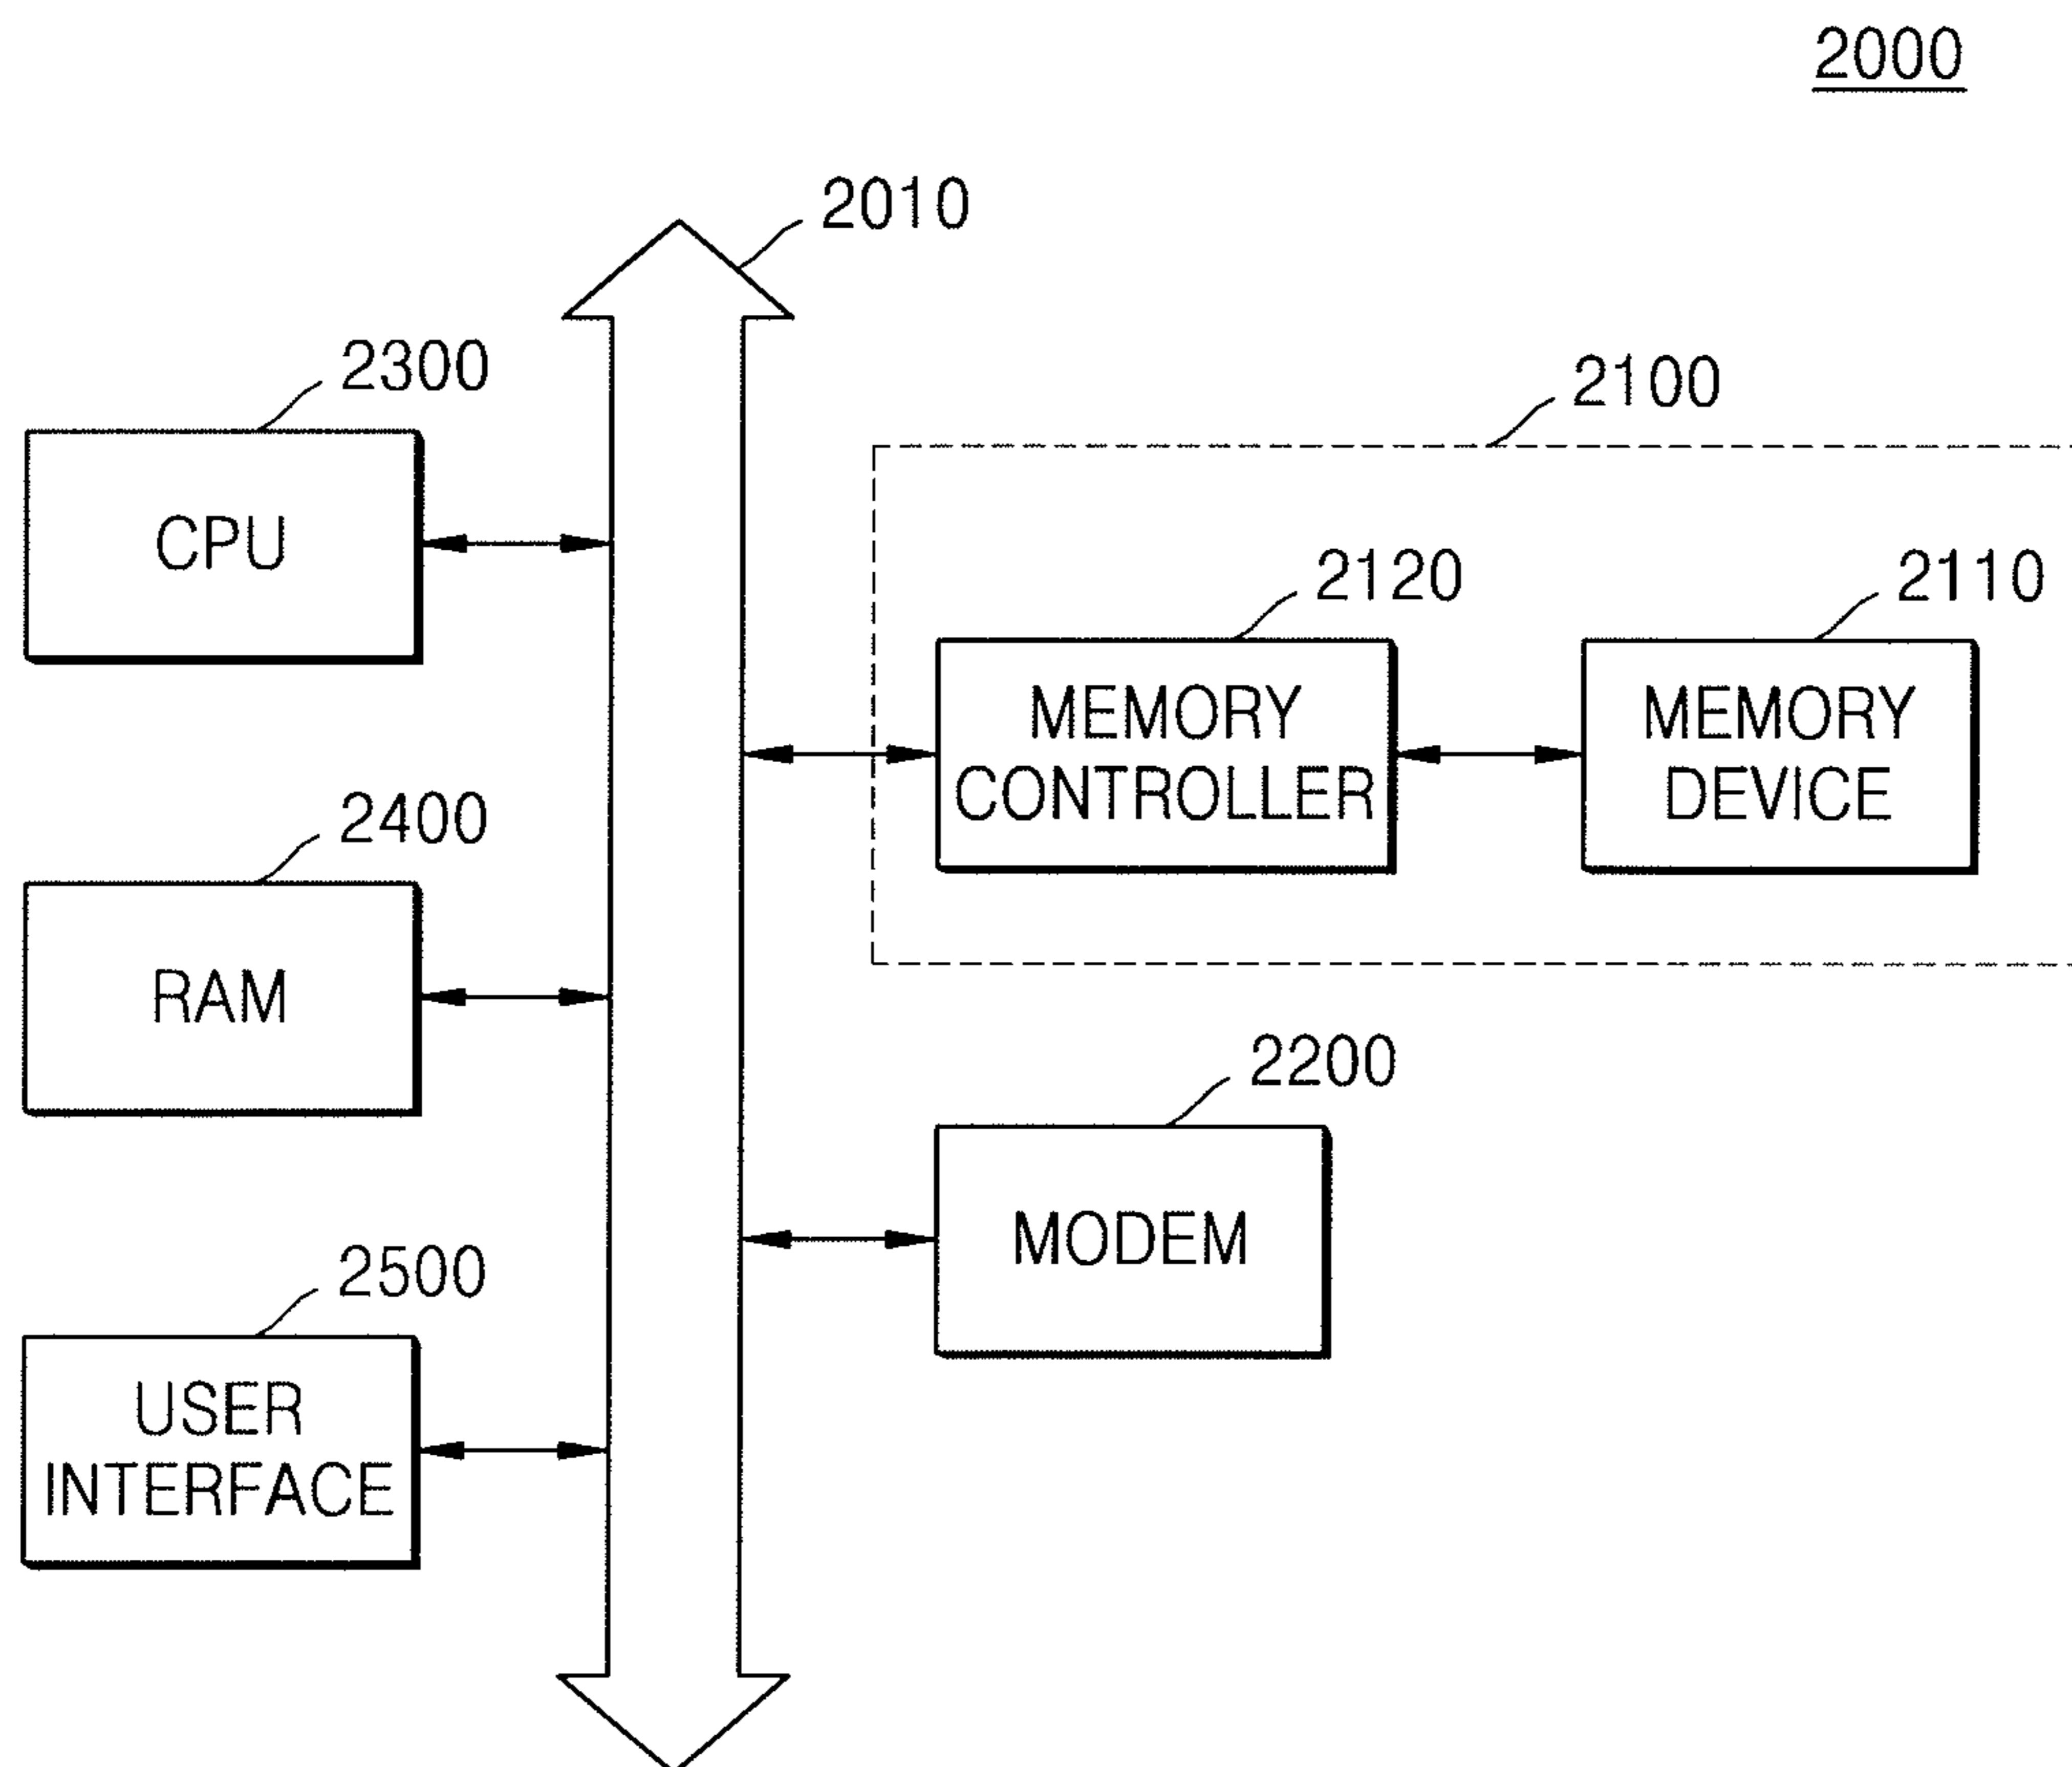 2000
2010
2300
CPU
2100
2120
2110
MEMORY
CONTROLLER
MEMORY
DEVICE
2400
RAM
2200
MODEM
2500
USER
INTERFACE